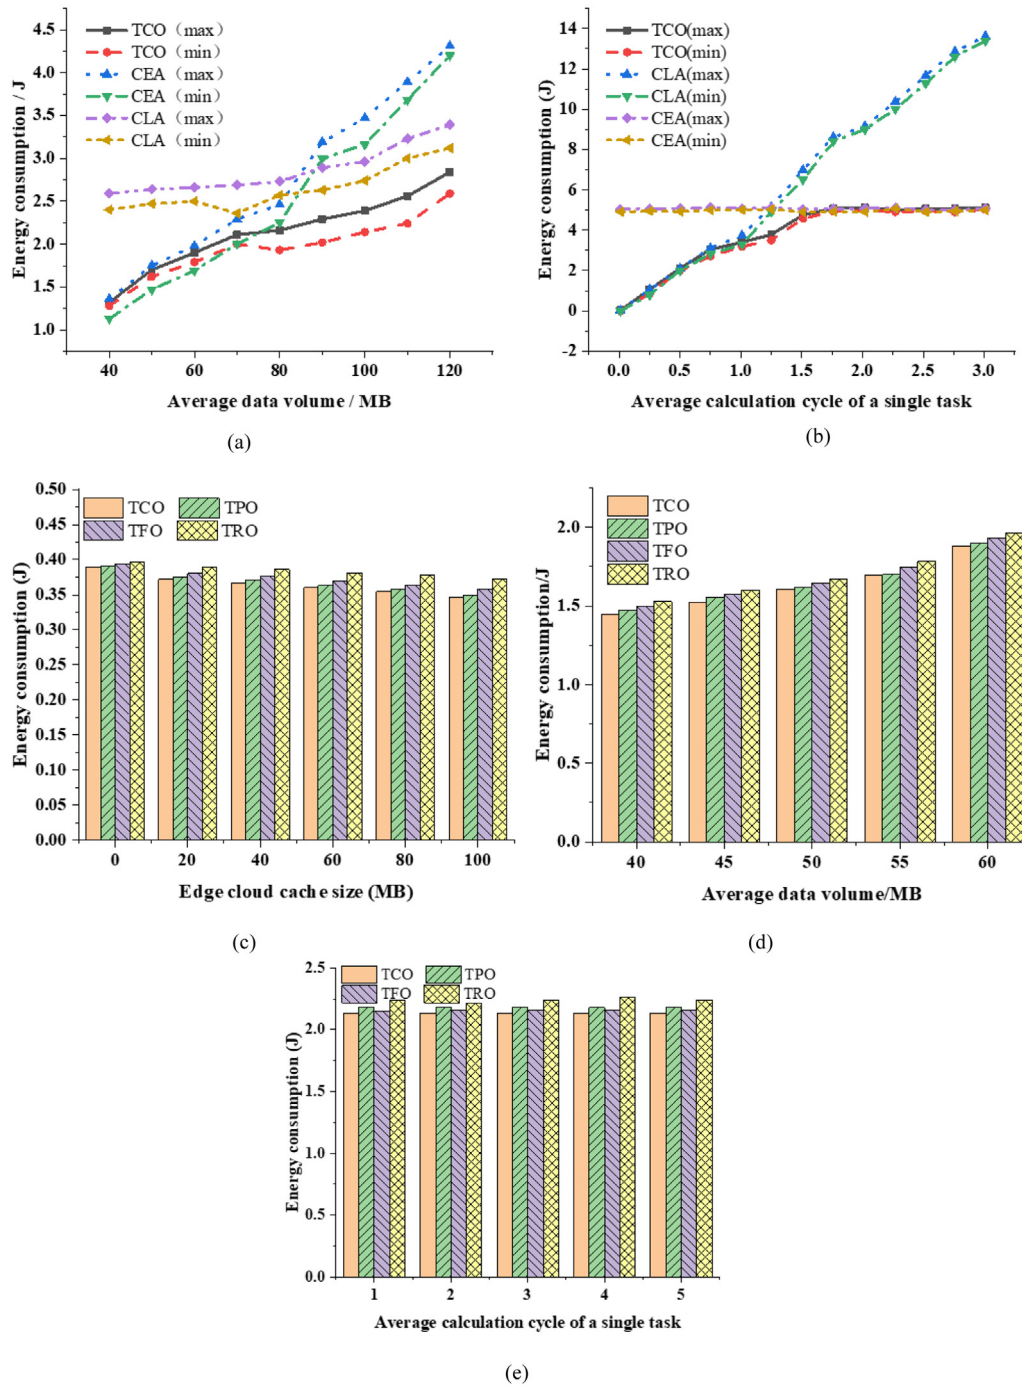 TCO（max）
TCO（min）
CEA（max）
CEA（min）
CLA（max）
CLA（min）
4.5
4.0
3.5
3.0
2.5
2.0
1.5
1.0
Energy consumption / J
40 60 80 100 120
Average data volume / MB
(a)
TCO(max)
TCO(min)
CLA(max)
CLA(min)
CEA(max)
CEA(min)
14
12
10
8
6
4
2
0
-2
Energy consumption (J)
0.0 0.5 1.0 1.5 2.0 2.5 3.0
Average calculation cycle of a single task
(b)
TCO TPO
TFO TRO
0.50
0.45
0.40
0.35
0.30
0.25
0.20
0.15
0.10
0.05
0.00
Energy consumption (J)
0 20 40 60 80 100
Edge cloud cache size (MB)
(c)
TCO
TPO
TFO
TRO
2.0
1.5
1.0
0.5
0.0
Energy consumption/J
40 45 50 55 60
Average data volume/MB
(d)
TCO TPO
TFO TRO
2.5
2.0
1.5
1.0
0.5
0.0
Energy consumption (J)
1 2 3 4 5
Average calculation cycle of a single task
(e)